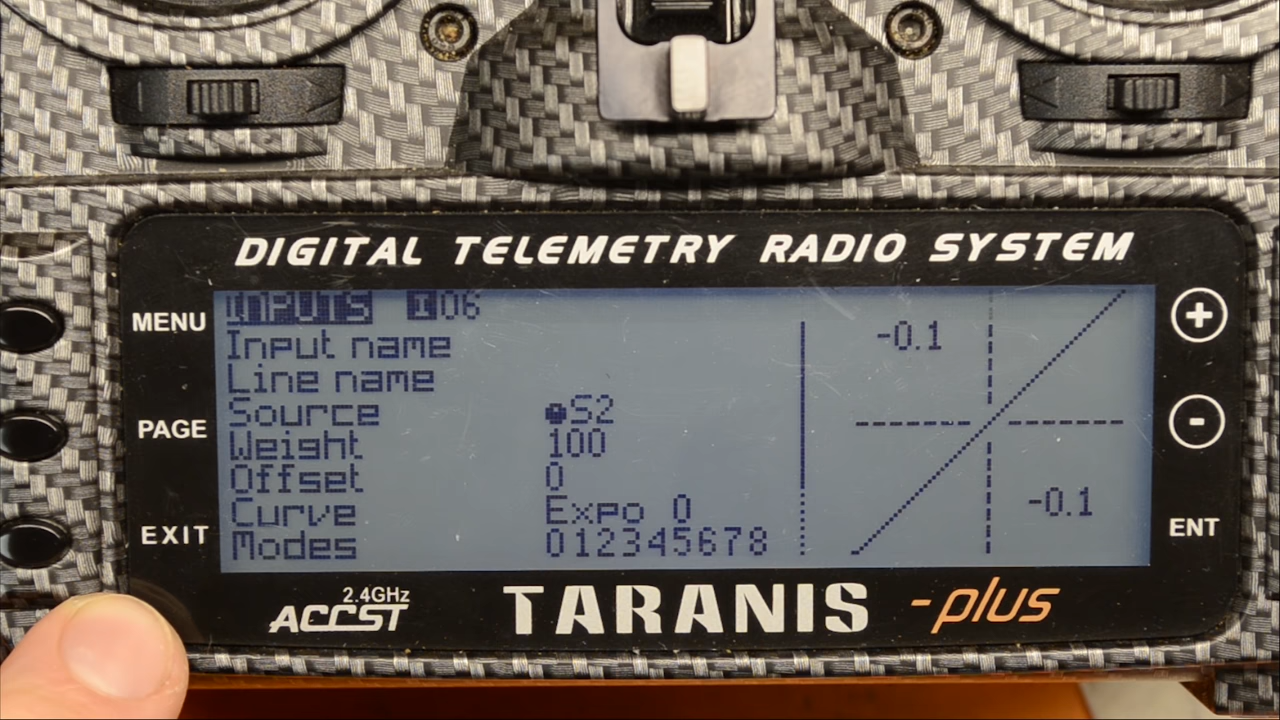 DIGITAL TELEMETRY RADIO SYSTEM
MENU
PAGE
EXIT
INPUTS I06
Input name
Line name
Source S2
Weight 100
Offset 0
Curve Expo 0
Modes 012345678
-0.1
-0.1
+
-
ENT
2.4GHz
ACCST
TARANIS -plus